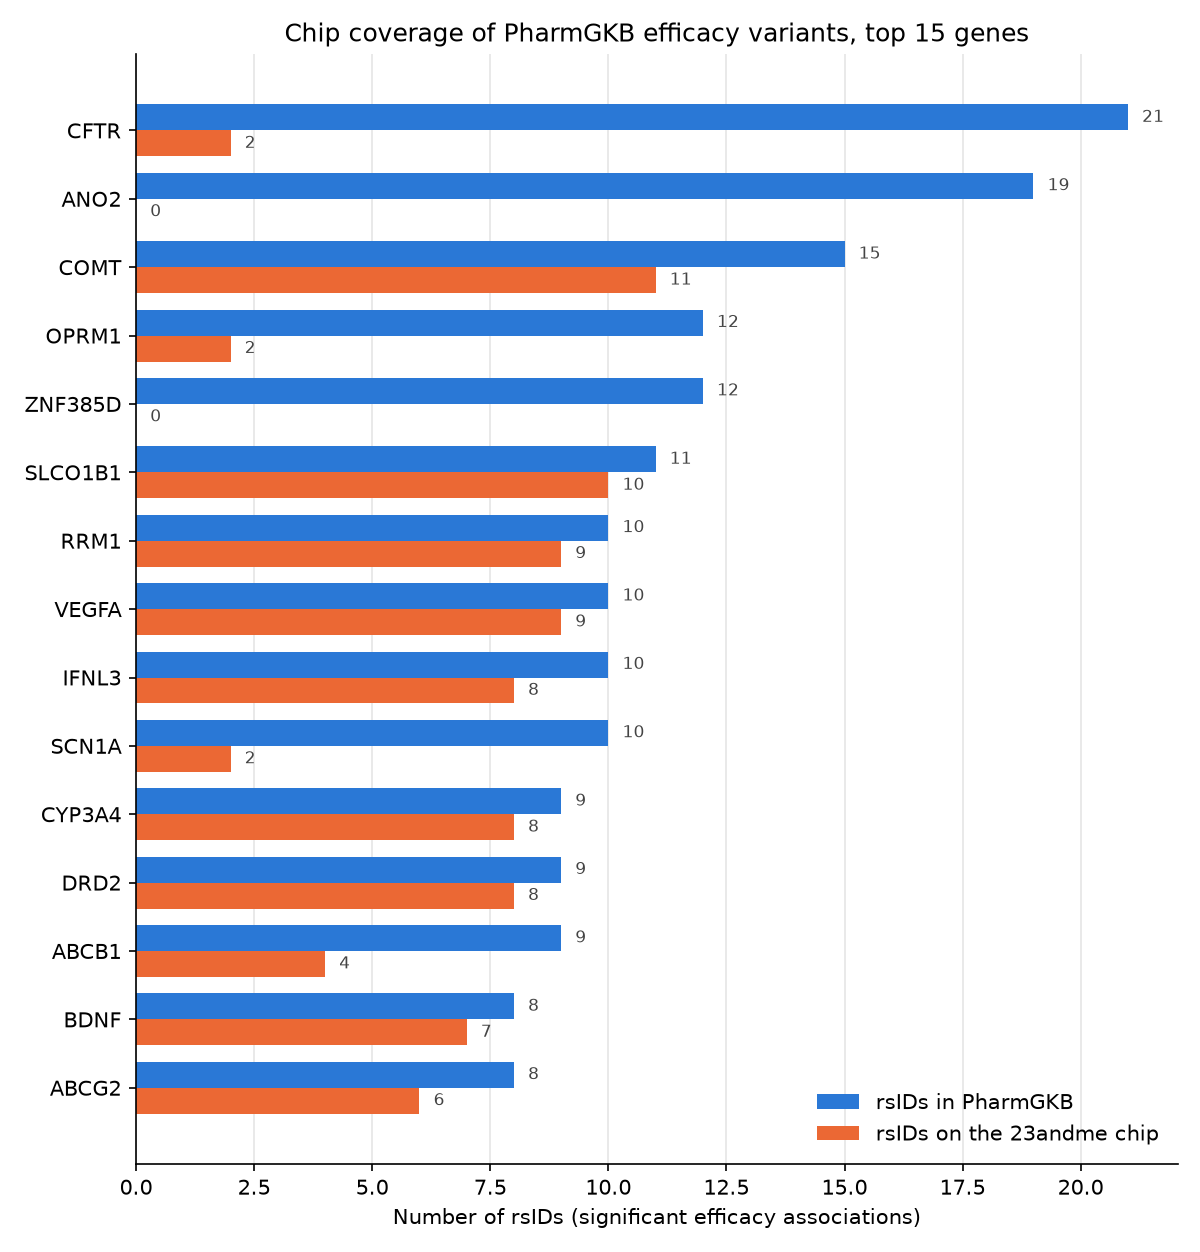 Chip coverage of PharmGKB efficacy variants, top 15 genes
CFTR
21
2
ANO2
19
0
COMT
15
11
OPRM1
12
2
ZNF385D
12
0
SLCO1B1
11
10
RRM1
10
9
VEGFA
10
9
IFNL3
10
8
SCN1A
10
2
CYP3A4
9
8
DRD2
9
8
ABCB1
9
4
BDNF
8
7
ABCG2
8
6
rsIDs in PharmGKB
rsIDs on the 23andme chip
0.0 2.5 5.0 7.5 10.0 12.5 15.0 17.5 20.0
Number of rsIDs (significant efficacy associations)